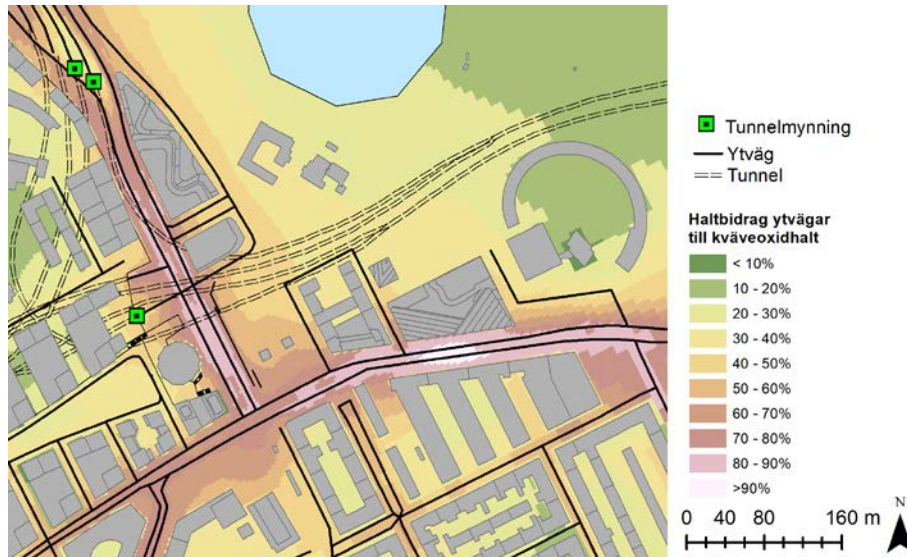 Tunnelmynning
Ytväg
Tunnel
Haltbidrag ytvägar
till kväveoxidhalt
< 10%
10 - 20%
20 - 30%
30 - 40%
40 - 50%
50 - 60%
60 - 70%
70 - 80%
80 - 90%
>90%
0 40 80 160 m
N